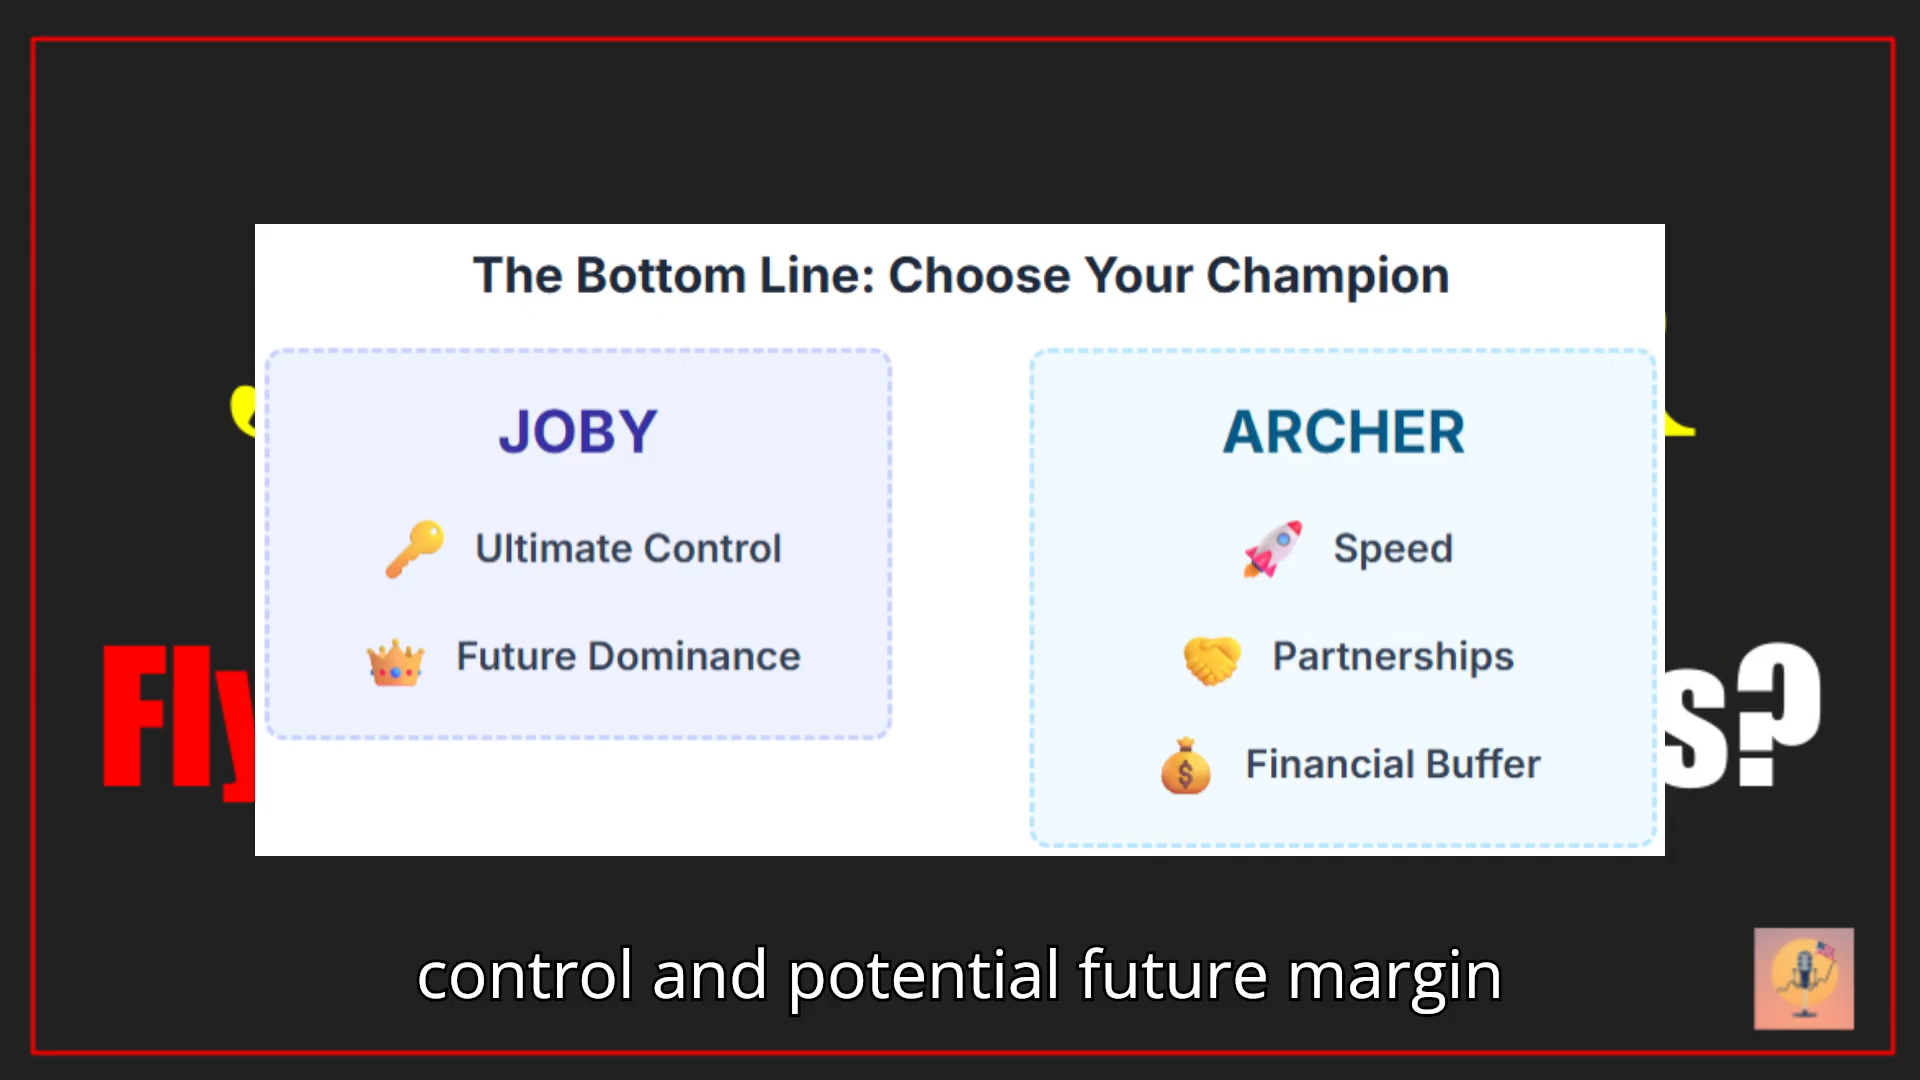 The Bottom Line: Choose Your Champion
JOBY
Ultimate Control
Future Dominance
ARCHER
Speed
Partnerships
Financial Buffer
Fly
s?
control and potential future margin